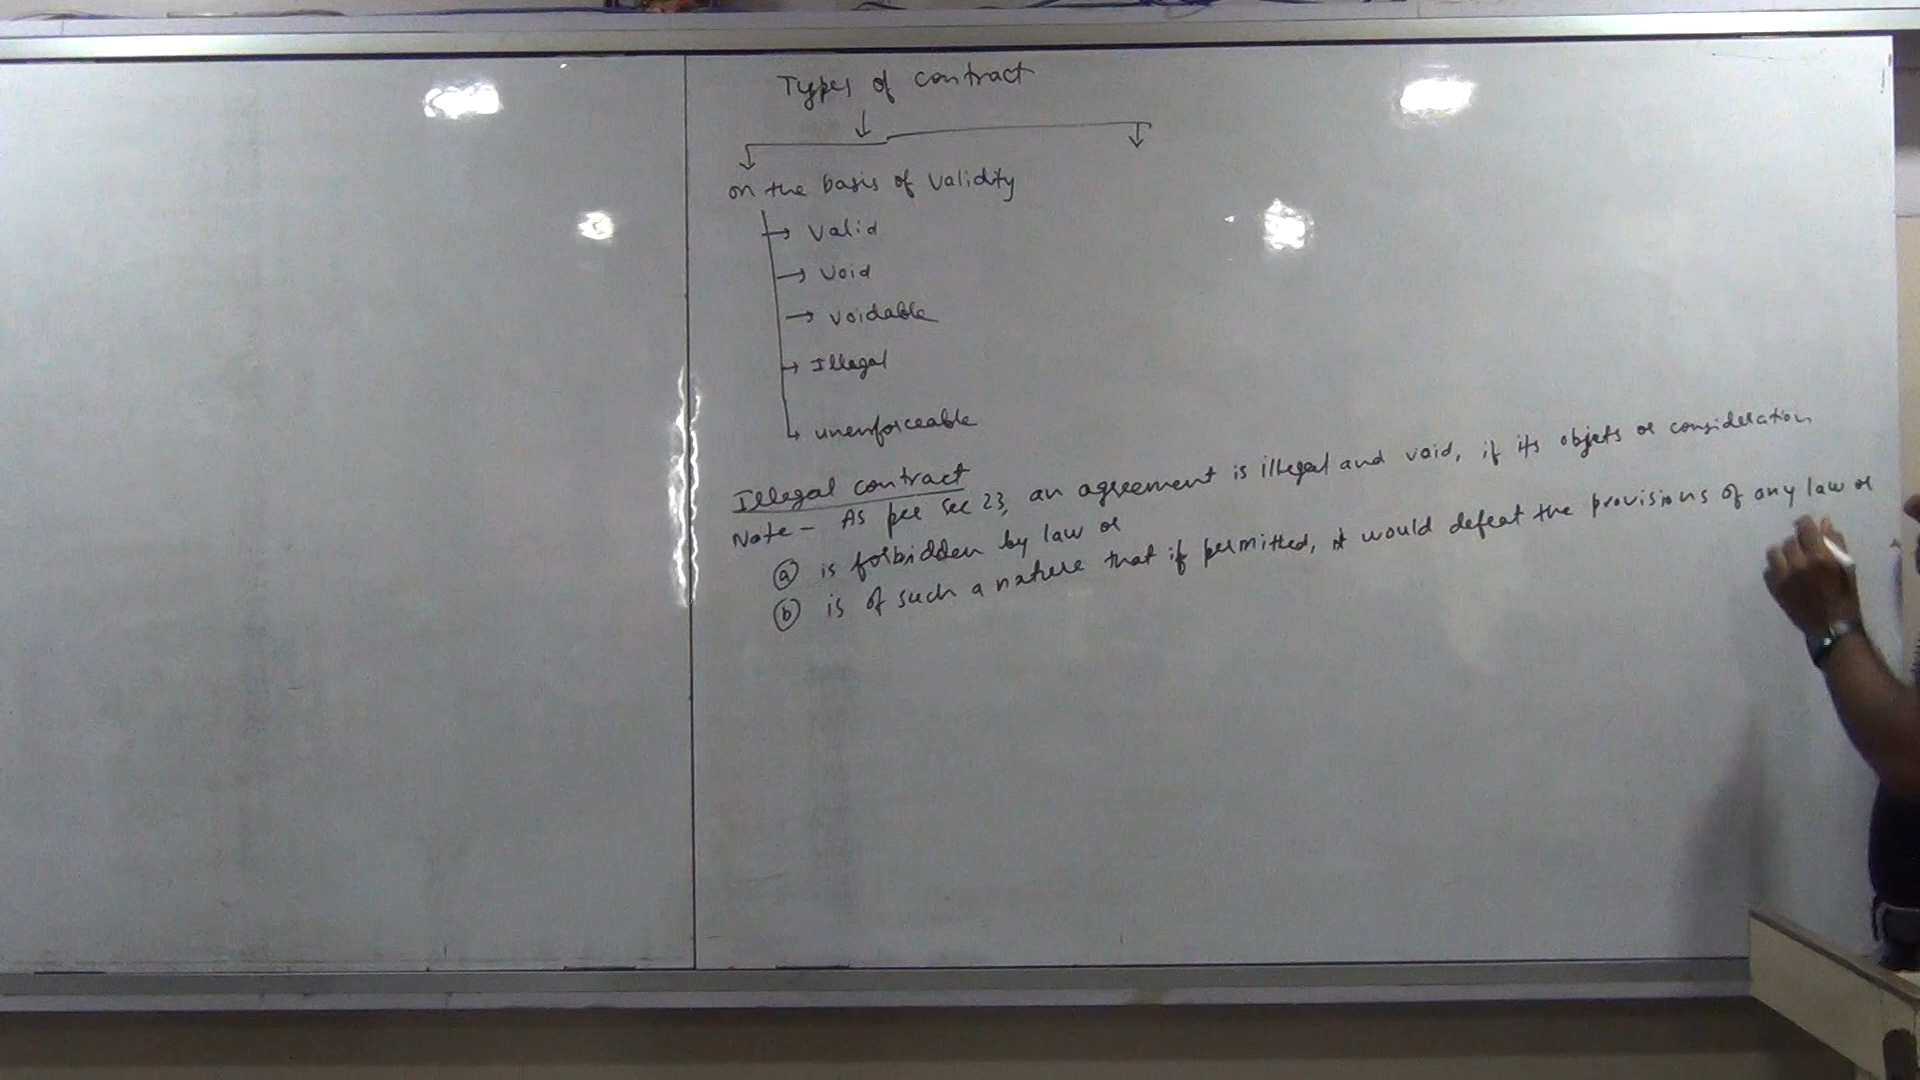 Types of contract
on the basis of validity
→ Valid
→ Void
→ voidable
→ Illegal
→ unenforceable
Illegal contract
Note - As per sec 23, an agreement is illegal and void, if its objets or consideration
(a) is forbidden by law or
(b) is of such a nature that if permitted, it would defeat the provisions of any law or